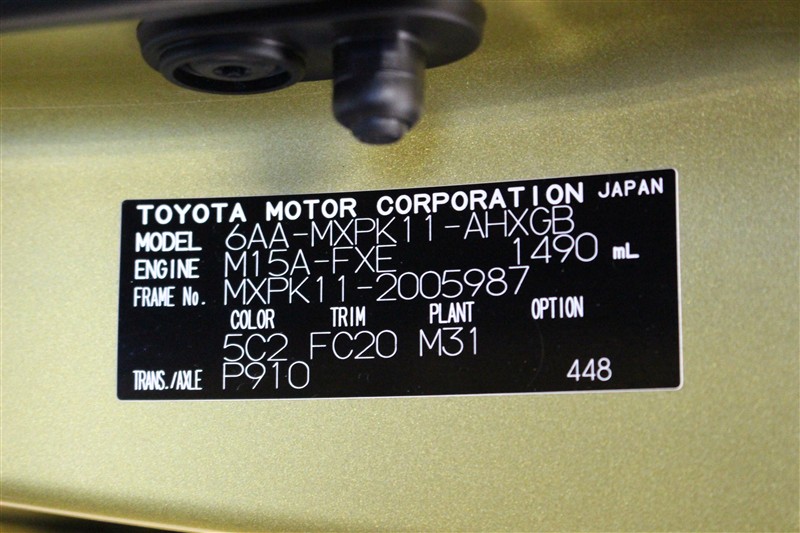 TOYOTA MOTOR CORPORATION JAPAN
MODEL 6AA-MXPK11-AHXGB
ENGINE M15A-FXE 1490 mL
FRAME No. MXPK11-2005987
COLOR TRIM PLANT OPTION
5C2 FC20 M31
TRANS./AXLE P910 448